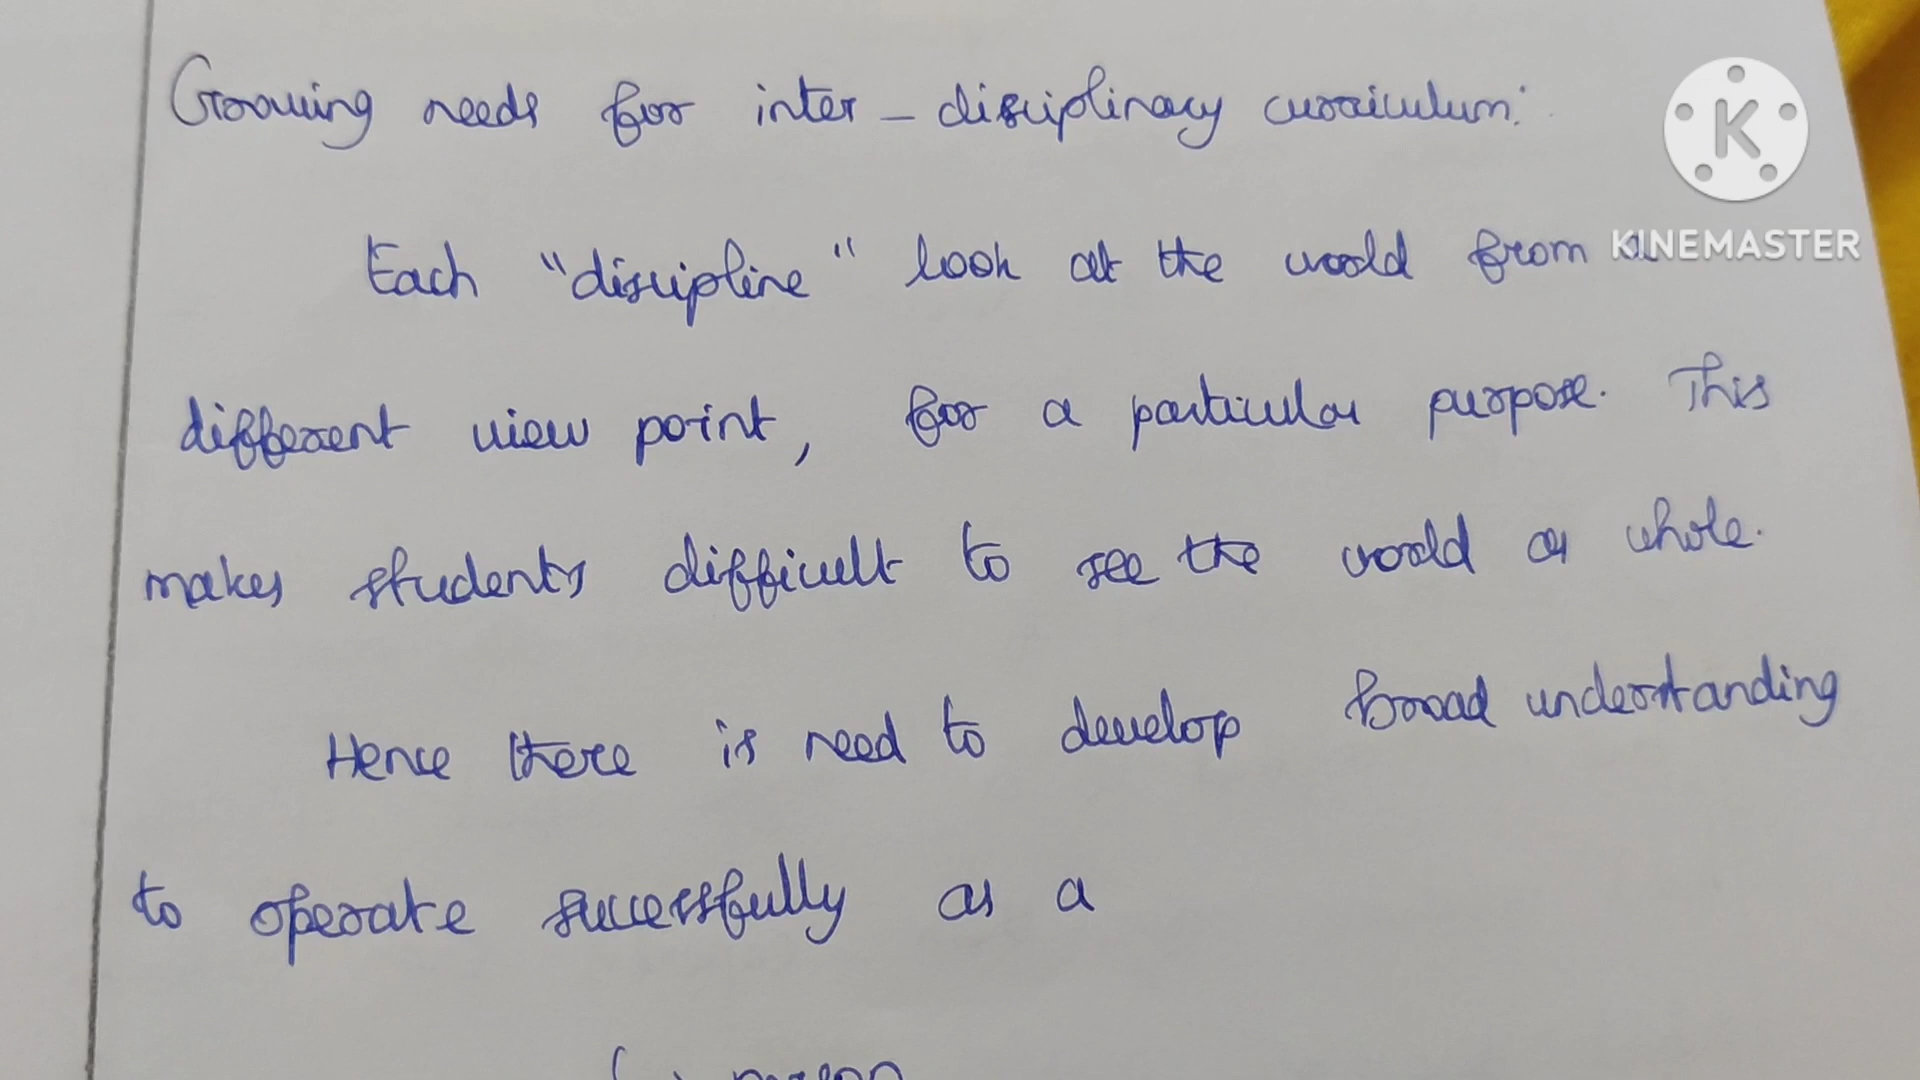 Growing needs for inter - disciplinary curriculum:
KINEMASTER
Each "discipline" look at the world from a
different view point, for a particular purpose. This
makes students difficult to see the world as whole.
Hence there is need to develop broad understanding
to operate successfully as a
person